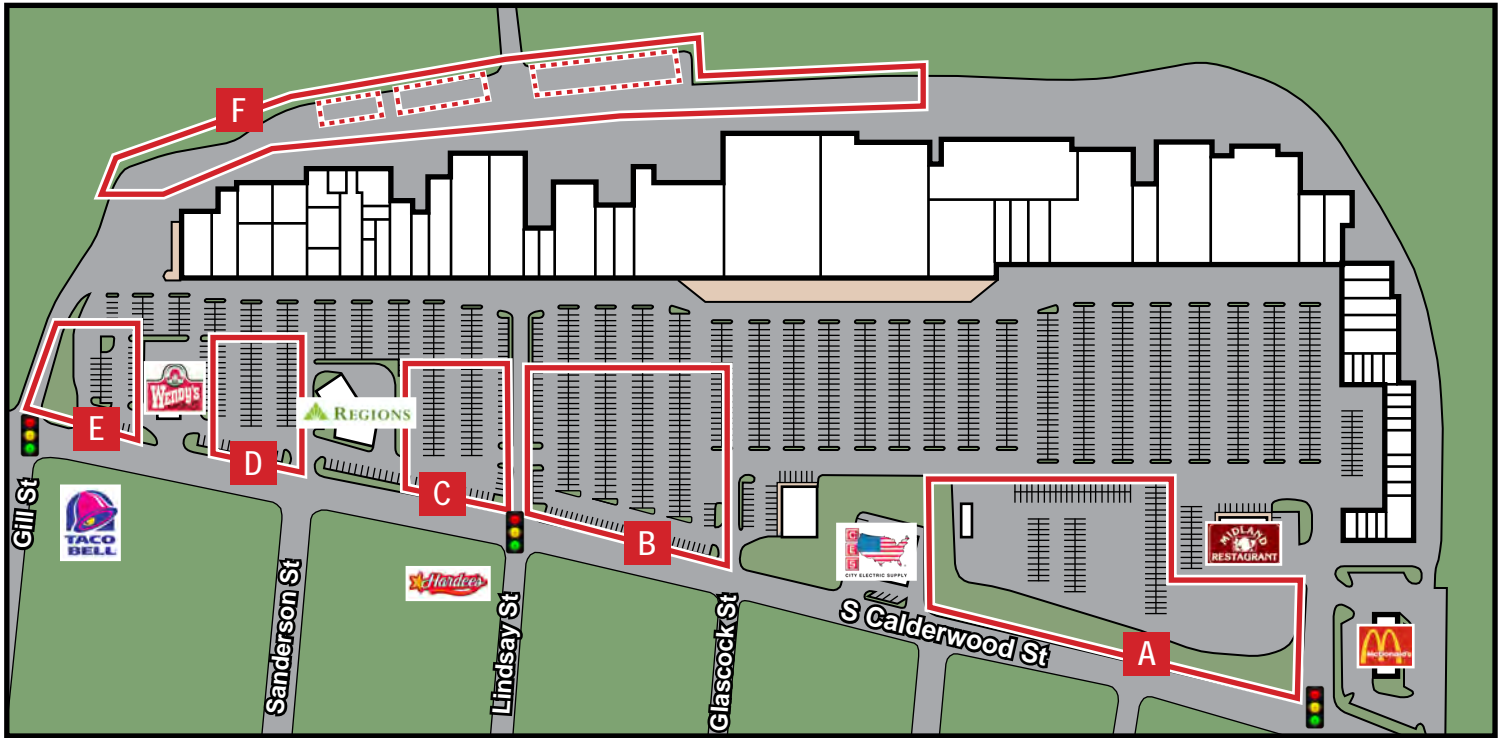 F
E
WENDY'S
D
REGIONS
C
B
A
Gill St
TACO
BELL
Sanderson St
Hardee's
Lindsay St
Glascock St
CES
CITY ELECTRIC SUPPLY
S Calderwood St
MIDLAND
RESTAURANT
McDonald's